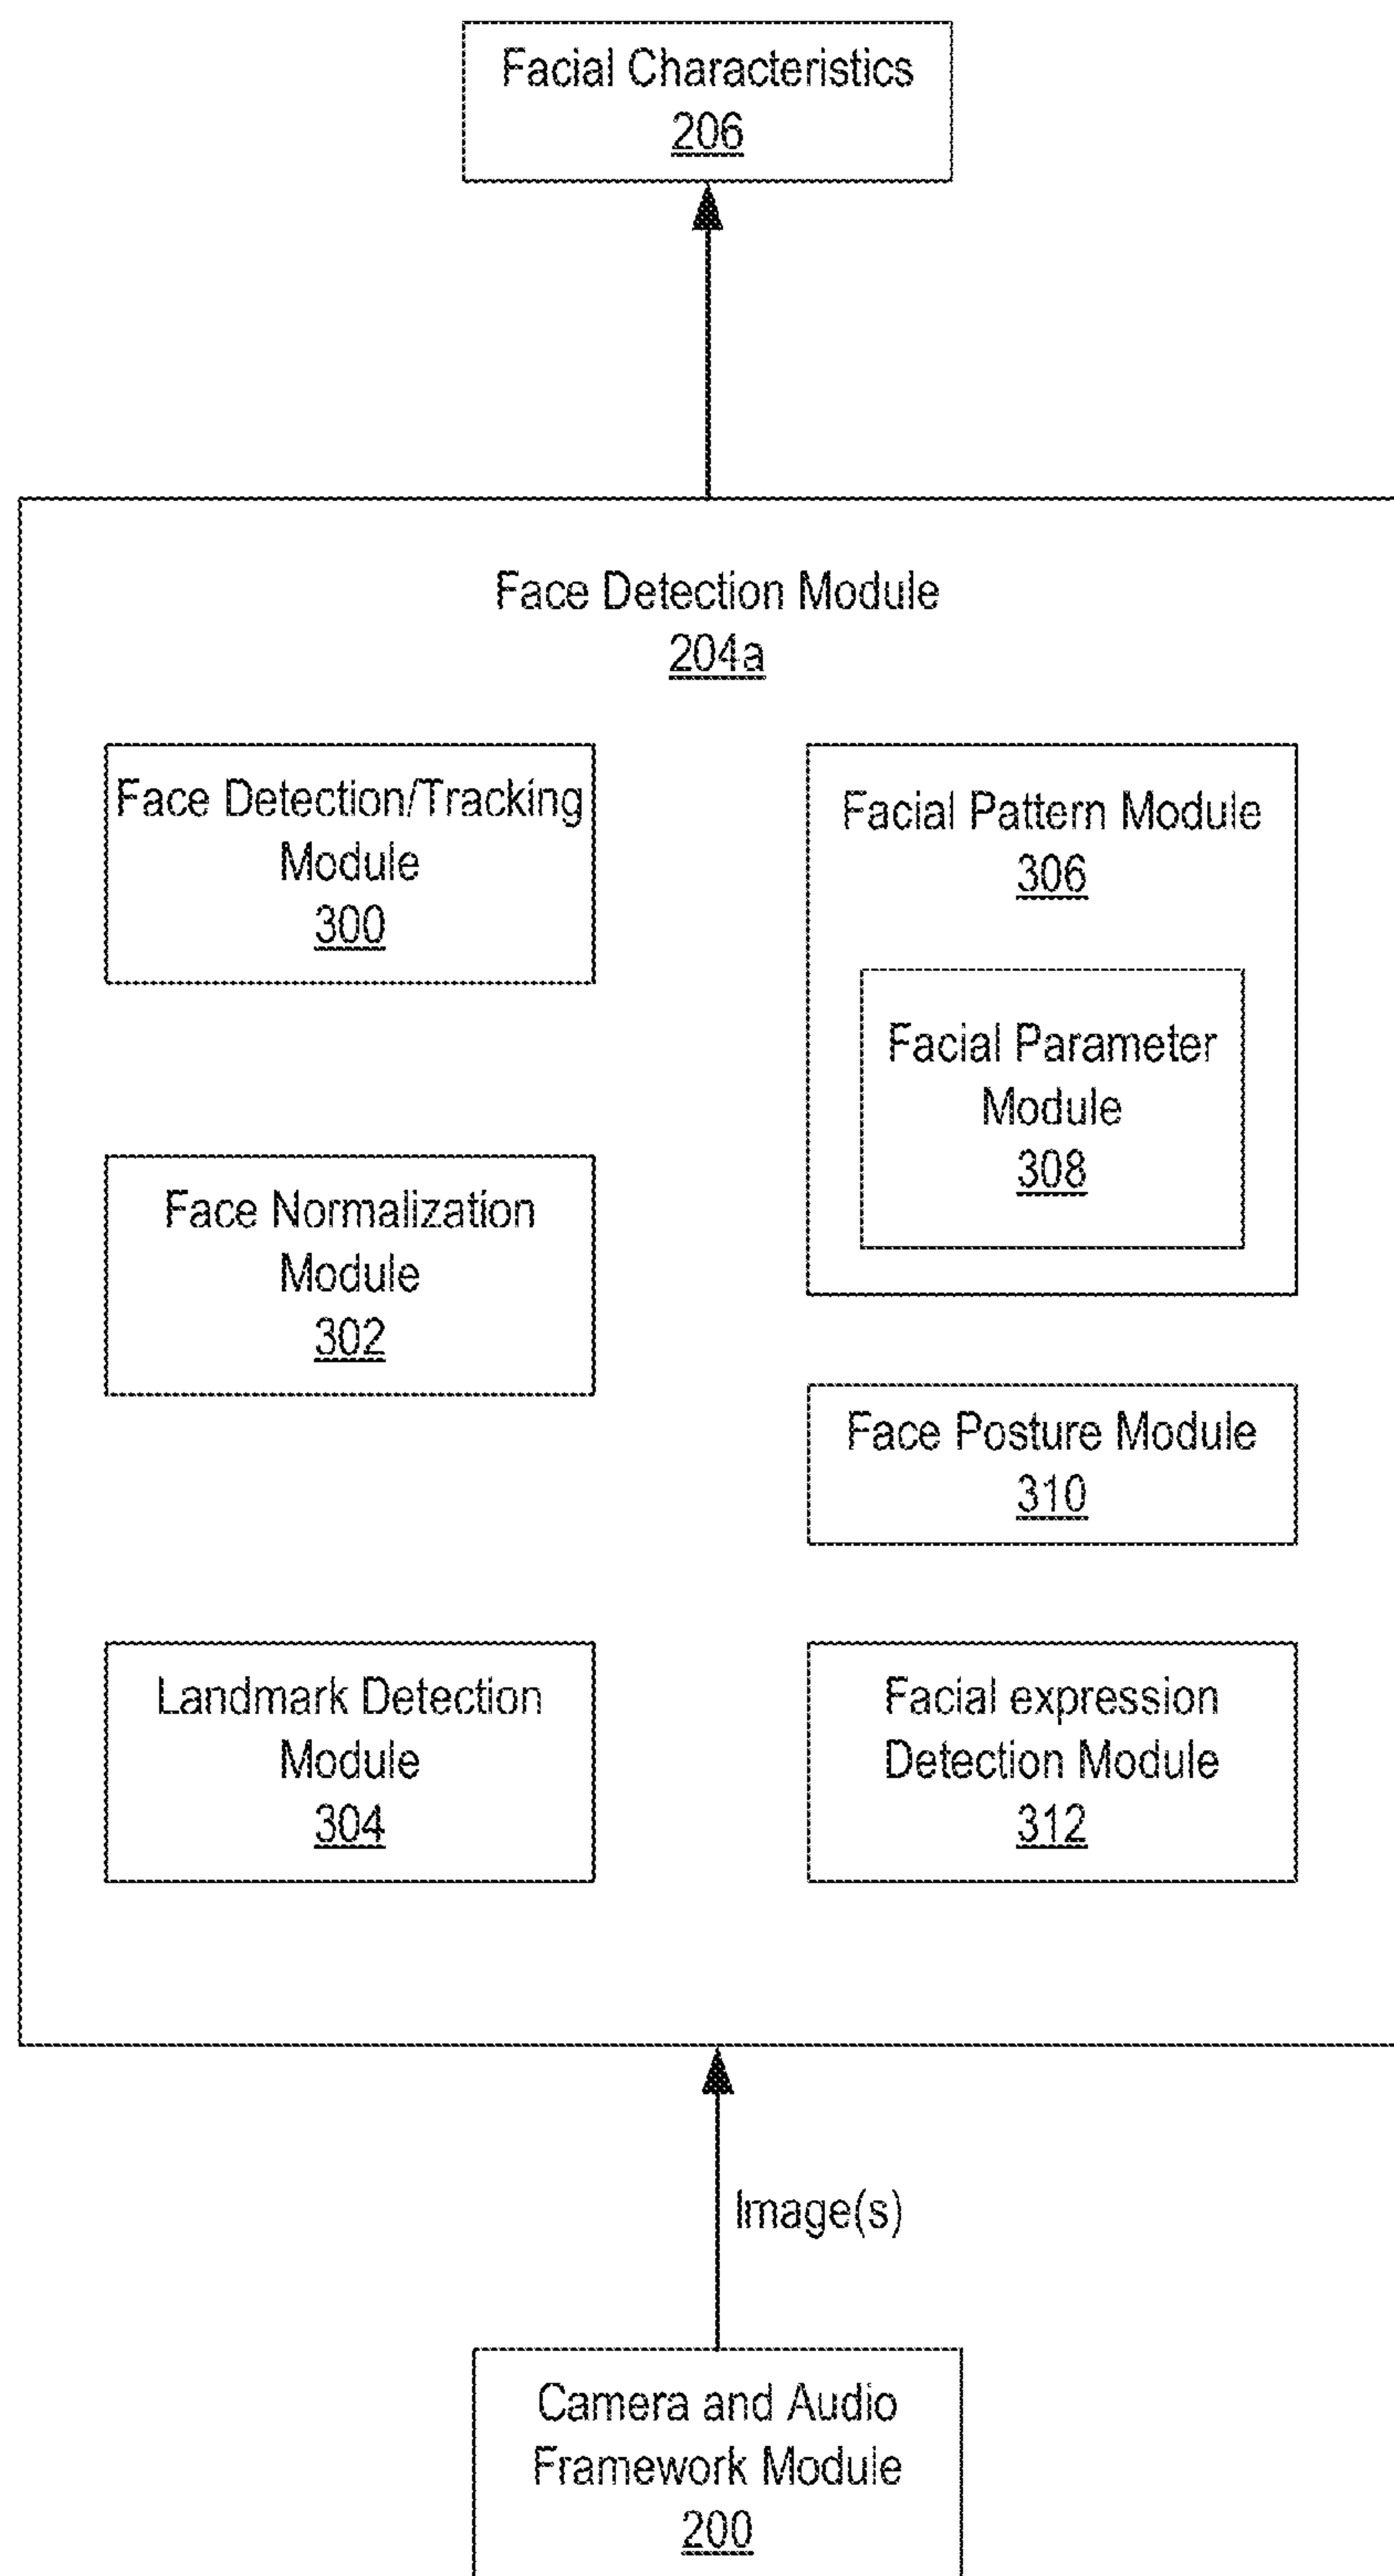 Facial Characteristics
206
Face Detection Module
204a
Face Detection/Tracking
Module
300
Face Normalization
Module
302
Landmark Detection
Module
304
Facial Pattern Module
306
Facial Parameter
Module
308
Face Posture Module
310
Facial expression
Detection Module
312
Image(s)
Camera and Audio
Framework Module
200